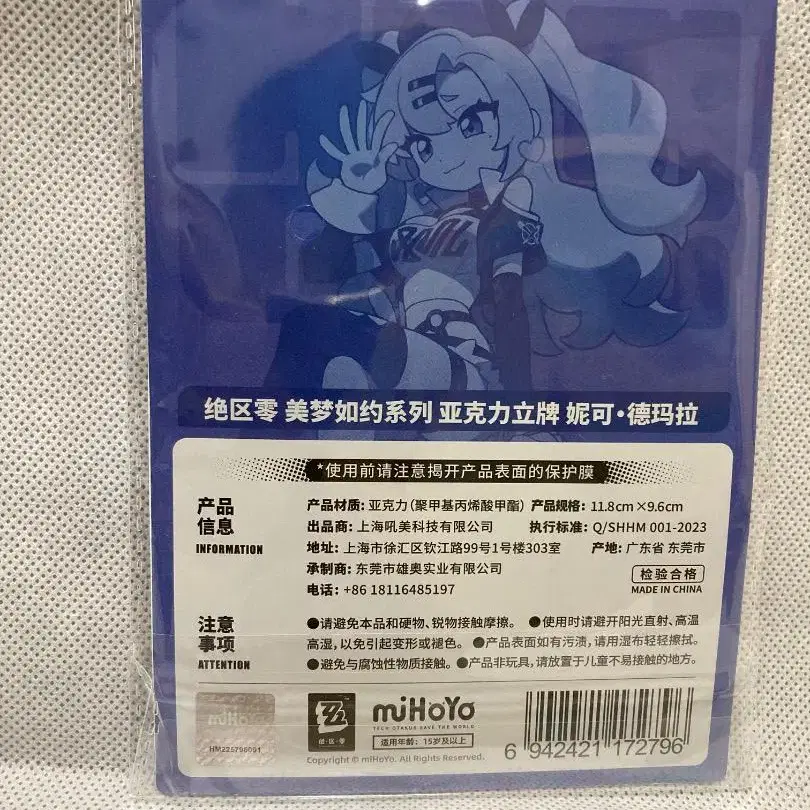 绝区零 美梦如约系列 亚克力立牌 妮可·德玛拉
*使用前请注意揭开产品表面的保护膜
产品信息
INFORMATION
产品材质: 亚克力(聚甲基丙烯酸甲酯) 产品规格: 11.8cm×9.6cm
出品商: 上海吼美科技有限公司 执行标准: Q/SHHM 001-2023
地址: 上海市徐汇区钦江路99号1号楼303室 产地: 广东省 东莞市
承制商: 东莞市雄奥实业有限公司
电话: +86 18116485197
检验合格
MADE IN CHINA
注意事项
ATTENTION
●请避免本品和硬物、锐物接触摩擦。 ●使用时请避开阳光直射、高温
高湿, 以免引起变形或褪色。 ●产品表面如有污渍, 请用湿布轻轻擦拭。
●避免与腐蚀性物质接触。 ●产品非玩具, 请放置于儿童不易接触的地方。
miHoYo
HM225796091
绝·区·零
miHoYo
TECH OTAKUS SAVE THE WORLD
适用年龄: 15岁及以上
Copyright © miHoYo. All Rights Reserved.
6 942421 172796